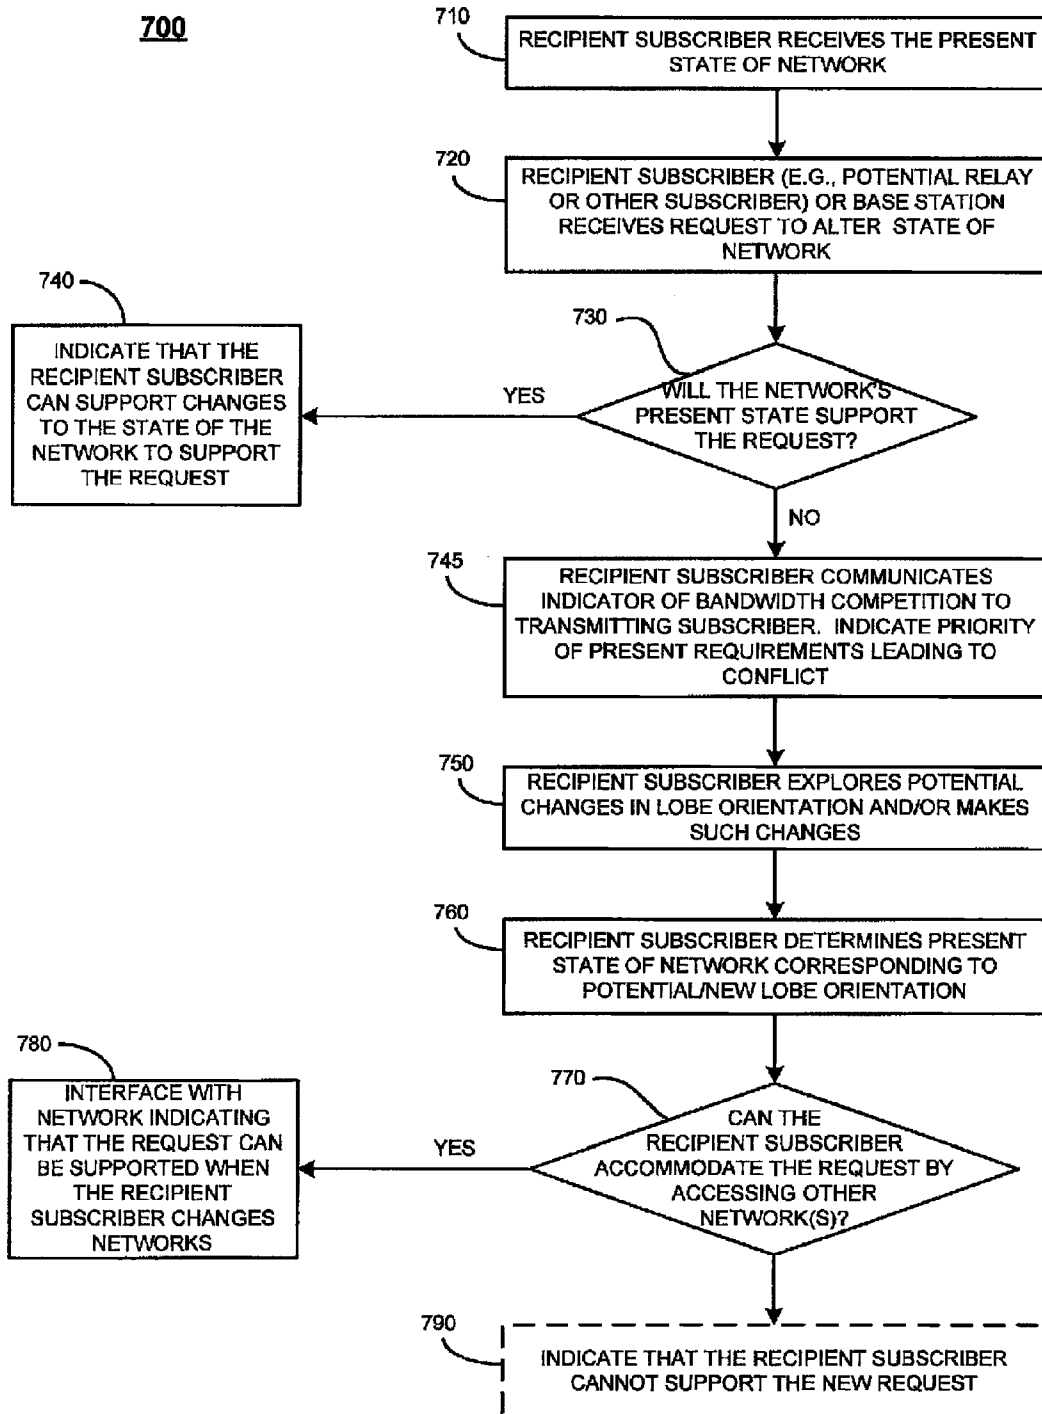 700
710
RECIPIENT SUBSCRIBER RECEIVES THE PRESENT
STATE OF NETWORK
720
RECIPIENT SUBSCRIBER (E.G., POTENTIAL RELAY
OR OTHER SUBSCRIBER) OR BASE STATION
RECEIVES REQUEST TO ALTER STATE OF
NETWORK
730
WILL THE NETWORK'S
PRESENT STATE SUPPORT
THE REQUEST?
YES
740
INDICATE THAT THE
RECIPIENT SUBSCRIBER
CAN SUPPORT CHANGES
TO THE STATE OF THE
NETWORK TO SUPPORT
THE REQUEST
NO
745
RECIPIENT SUBSCRIBER COMMUNICATES
INDICATOR OF BANDWIDTH COMPETITION TO
TRANSMITTING SUBSCRIBER. INDICATE PRIORITY
OF PRESENT REQUIREMENTS LEADING TO
CONFLICT
750
RECIPIENT SUBSCRIBER EXPLORES POTENTIAL
CHANGES IN LOBE ORIENTATION AND/OR MAKES
SUCH CHANGES
760
RECIPIENT SUBSCRIBER DETERMINES PRESENT
STATE OF NETWORK CORRESPONDING TO
POTENTIAL/NEW LOBE ORIENTATION
770
CAN THE
RECIPIENT SUBSCRIBER
ACCOMMODATE THE REQUEST BY
ACCESSING OTHER
NETWORK(S)?
YES
780
INTERFACE WITH
NETWORK INDICATING
THAT THE REQUEST CAN
BE SUPPORTED WHEN
THE RECIPIENT
SUBSCRIBER CHANGES
NETWORKS
790
INDICATE THAT THE RECIPIENT SUBSCRIBER
CANNOT SUPPORT THE NEW REQUEST